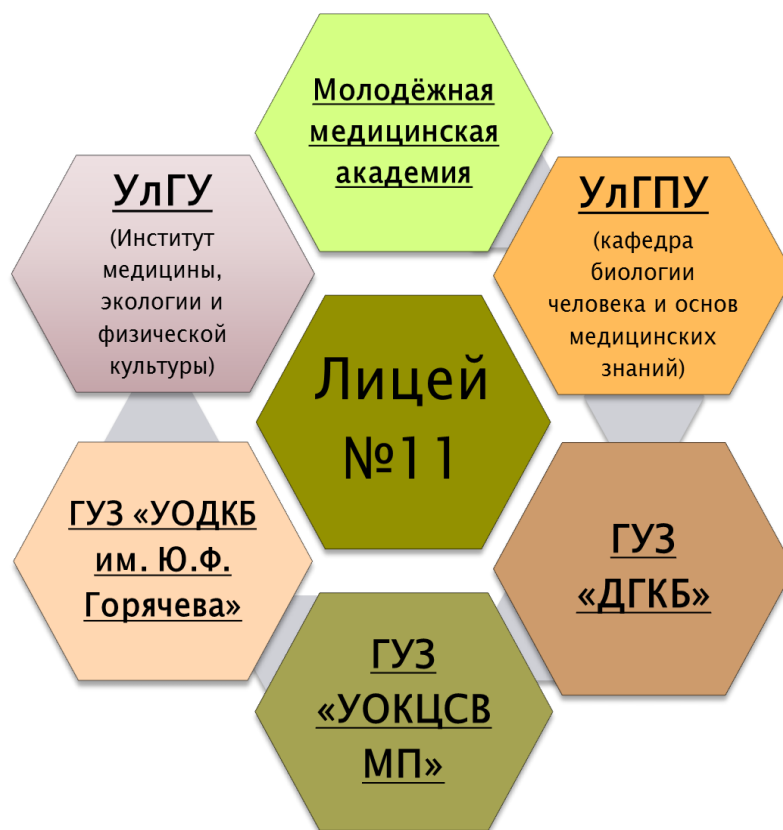 Молодёжная
медицинская
академия
УлГУ
(Институт
медицины,
экологии и
физической
культуры)
УлГПУ
(кафедра
биологии
человека и основ
медицинских
знаний)
Лицей
№11
ГУЗ «УОДКБ
им. Ю.Ф.
Горячева»
ГУЗ
«ДГКБ»
ГУЗ
«УОКЦСВ
МП»